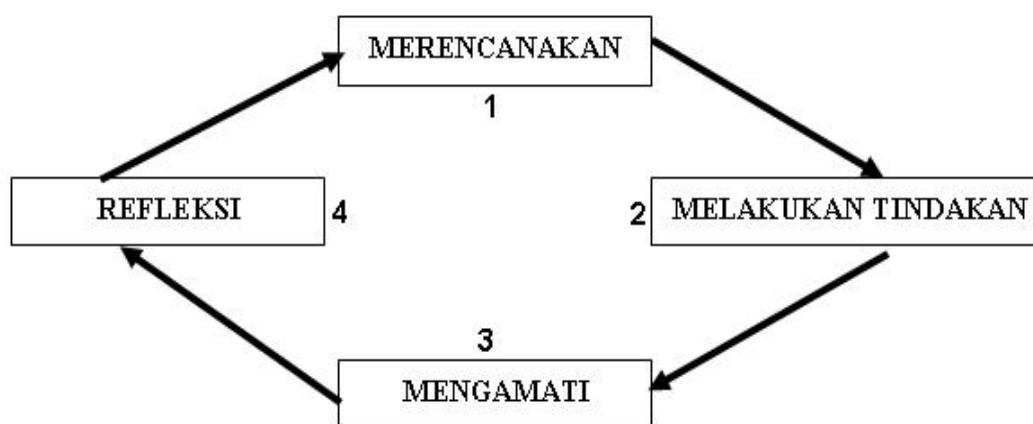 MERENCANAKAN
1
REFLEKSI
4
2
MELAKUKAN TINDAKAN
3
MENGAMATI